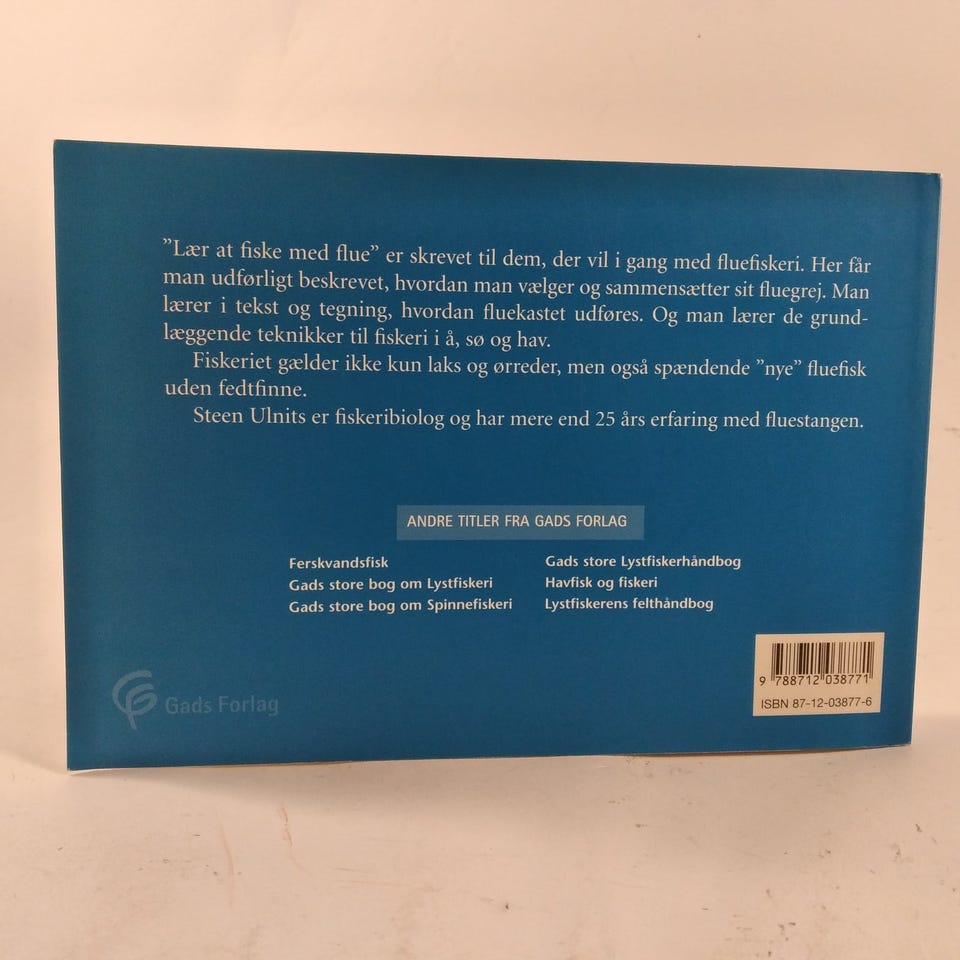 ”Lær at fiske med flue” er skrevet til dem, der vil i gang med fluefiskeri. Her får
man udførligt beskrevet, hvordan man vælger og sammensætter sit fluegrej. Man
lærer i tekst og tegning, hvordan fluekastet udføres. Og man lærer de grund-
læggende teknikker til fiskeri i å, sø og hav.
Fiskeriet gælder ikke kun laks og ørreder, men også spændende ”nye” fluefisk
uden fedtfinne.
Steen Ulnits er fiskeribiolog og har mere end 25 års erfaring med fluestangen.
ANDRE TITLER FRA GADS FORLAG
Ferskvandsfisk
Gads store bog om Lystfiskeri
Gads store bog om Spinnefiskeri
Gads store Lystfiskerhåndbog
Havfisk og fiskeri
Lystfiskerens felthåndbog
Gads Forlag
9 788712 038771
ISBN 87-12-03877-6